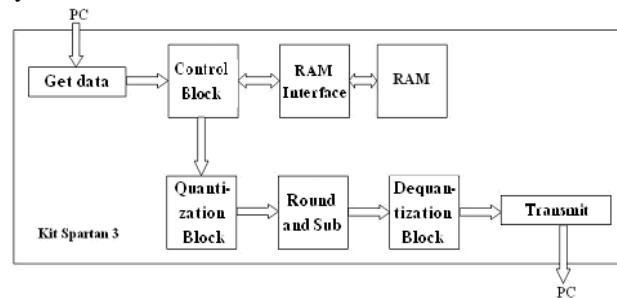 PC
Get data
Control
Block
RAM
Interface
RAM
Quanti-
zation
Block
Round
and Sub
Dequan-
tization
Block
Transmit
Kit Spartan 3
PC